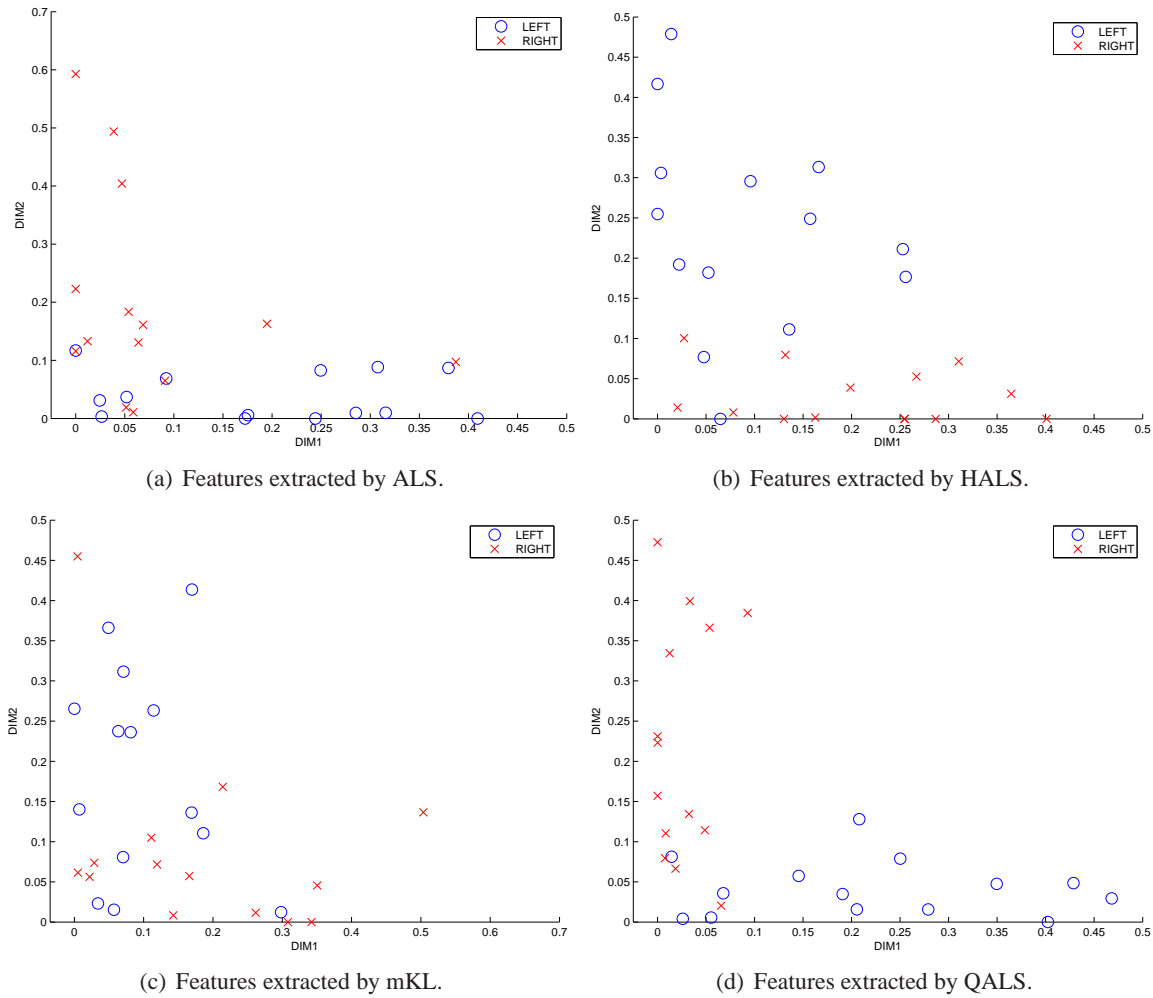 0.7
0.6
0.5
0.4
0.3
0.2
0.1
0
DIM2
0 0.05 0.1 0.15 0.2 0.25 0.3 0.35 0.4 0.45 0.5
DIM1
LEFT
RIGHT
(a) Features extracted by ALS.
0.5
0.45
0.4
0.35
0.3
0.25
0.2
0.15
0.1
0.05
0
DIM2
0 0.05 0.1 0.15 0.2 0.25 0.3 0.35 0.4 0.45 0.5
DIM1
LEFT
RIGHT
(b) Features extracted by HALS.
0.5
0.45
0.4
0.35
0.3
0.25
0.2
0.15
0.1
0.05
0
DIM2
0 0.1 0.2 0.3 0.4 0.5 0.6 0.7
DIM1
LEFT
RIGHT
(c) Features extracted by mKL.
0.5
0.45
0.4
0.35
0.3
0.25
0.2
0.15
0.1
0.05
0
DIM2
0 0.05 0.1 0.15 0.2 0.25 0.3 0.35 0.4 0.45 0.5
DIM1
LEFT
RIGHT
(d) Features extracted by QALS.